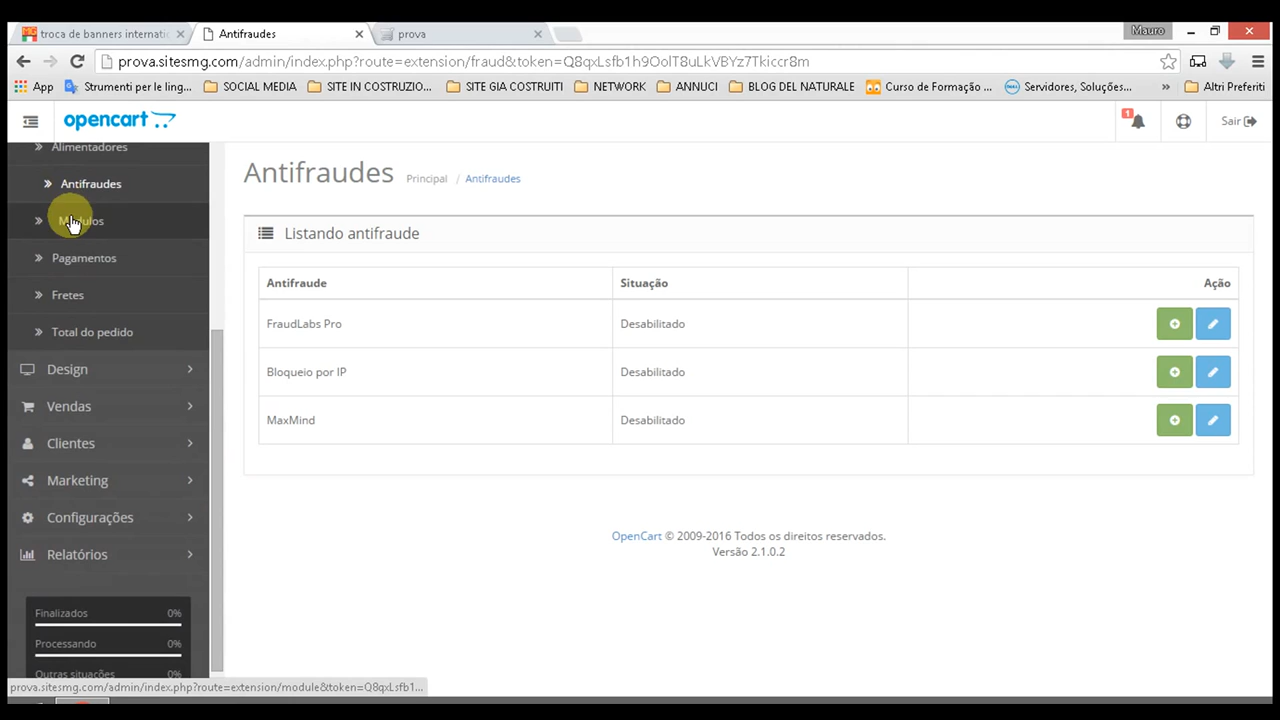 troca de banners internati
Antifraudes
prova
Mauro
prova.sitesmg.com/admin/index.php?route=extension/fraud&token=Q8qxLsfb1h9OolT8uLkVBYz7Tkiccr8m
App
Strumenti per le ling...
SOCIAL MEDIA
SITE IN COSTRUZIO...
SITE GIA COSTRUITI
NETWORK
ANNUCI
BLOG DEL NATURALE
Curso de Formação ...
Servidores, Soluções...
»
Altri Preferiti
opencart
1
Sair
Alimentadores
Antifraudes
Módulos
Pagamentos
Fretes
Total do pedido
Design
Vendas
Clientes
Marketing
Configurações
Relatórios
Finalizados 0%
Processando 0%
Outras situações 0%
Antifraudes
Principal / Antifraudes
Listando antifraude
Antifraude Situação Ação
FraudLabs Pro Desabilitado
Bloqueio por IP Desabilitado
MaxMind Desabilitado
OpenCart © 2009-2016 Todos os direitos reservados.
Versão 2.1.0.2
prova.sitesmg.com/admin/index.php?route=extension/module&token=Q8qxLsfb1...